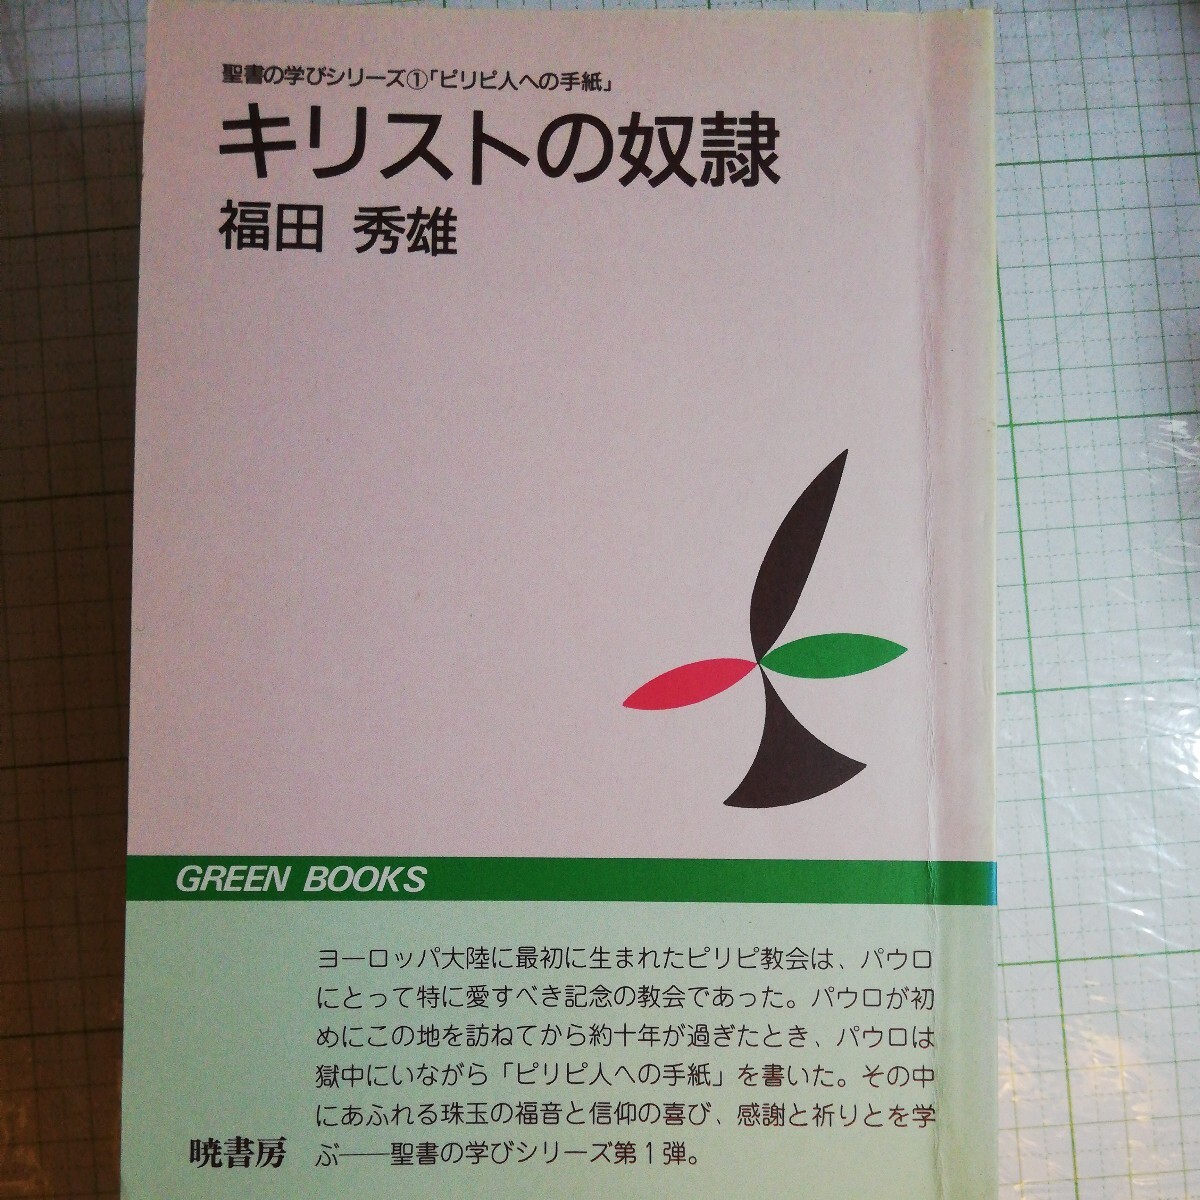 聖書の学びシリーズ①「ピリピ人への手紙」
キリストの奴隷
福田 秀雄
GREEN BOOKS
ヨーロッパ大陸に最初に生まれたピリピ教会は、パウロ
にとって特に愛すべき記念の教会であった。パウロが初
めにこの地を訪ねてから約十年が過ぎたとき、パウロは
獄中にいながら「ピリピ人への手紙」を書いた。その中
にあふれる珠玉の福音と信仰の喜び、感謝と祈りとを学
ぶ──聖書の学びシリーズ第1弾。
暁書房